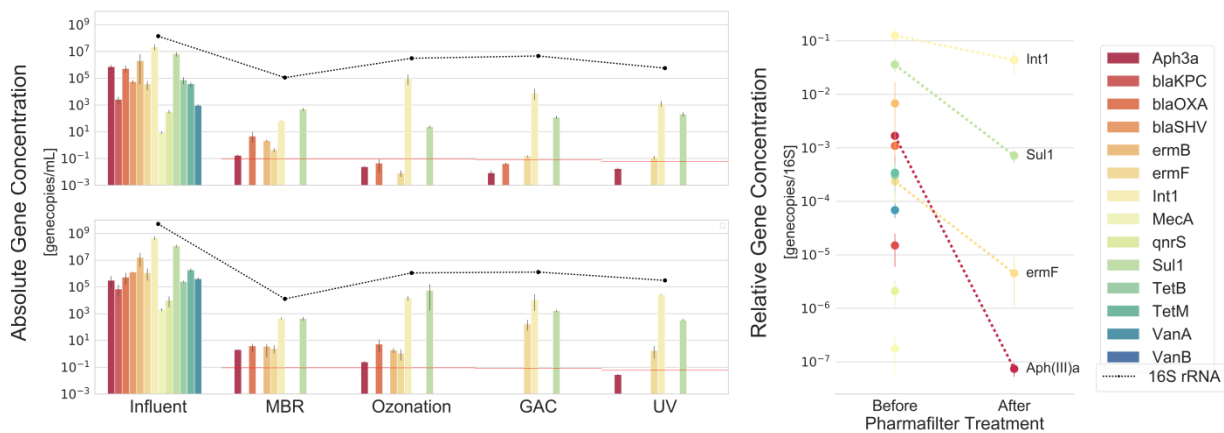 Absolute Gene Concentration
[genecopies/mL]
10^9
10^7
10^5
10^3
10^1
10^-1
10^-3
10^9
10^7
10^5
10^3
10^1
10^-1
10^-3
Influent MBR Ozonation GAC UV
Relative Gene Concentration
[genecopies/16S]
10^-1
10^-2
10^-3
10^-4
10^-5
10^-6
10^-7
Int1
Sul1
ermF
Aph(III)a
Before After
Pharmafilter Treatment
Aph3a
blaKPC
blaOXA
blaSHV
ermB
ermF
Int1
MecA
qnrS
Sul1
TetB
TetM
VanA
VanB
16S rRNA